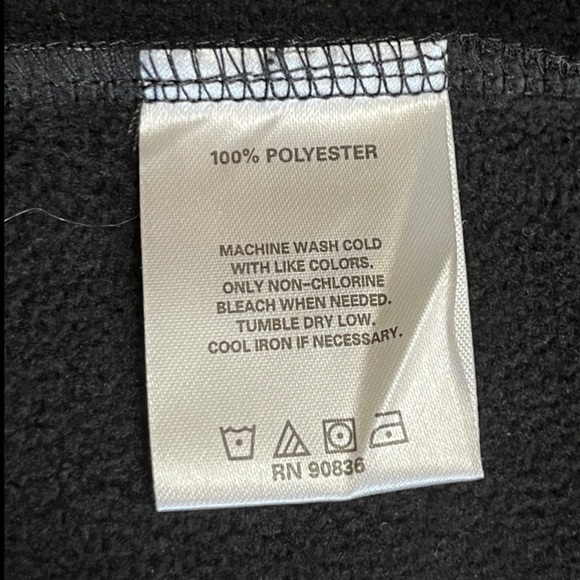 100% POLYESTER
MACHINE WASH COLD
WITH LIKE COLORS.
ONLY NON-CHLORINE
BLEACH WHEN NEEDED.
TUMBLE DRY LOW.
COOL IRON IF NECESSARY.
RN 90836